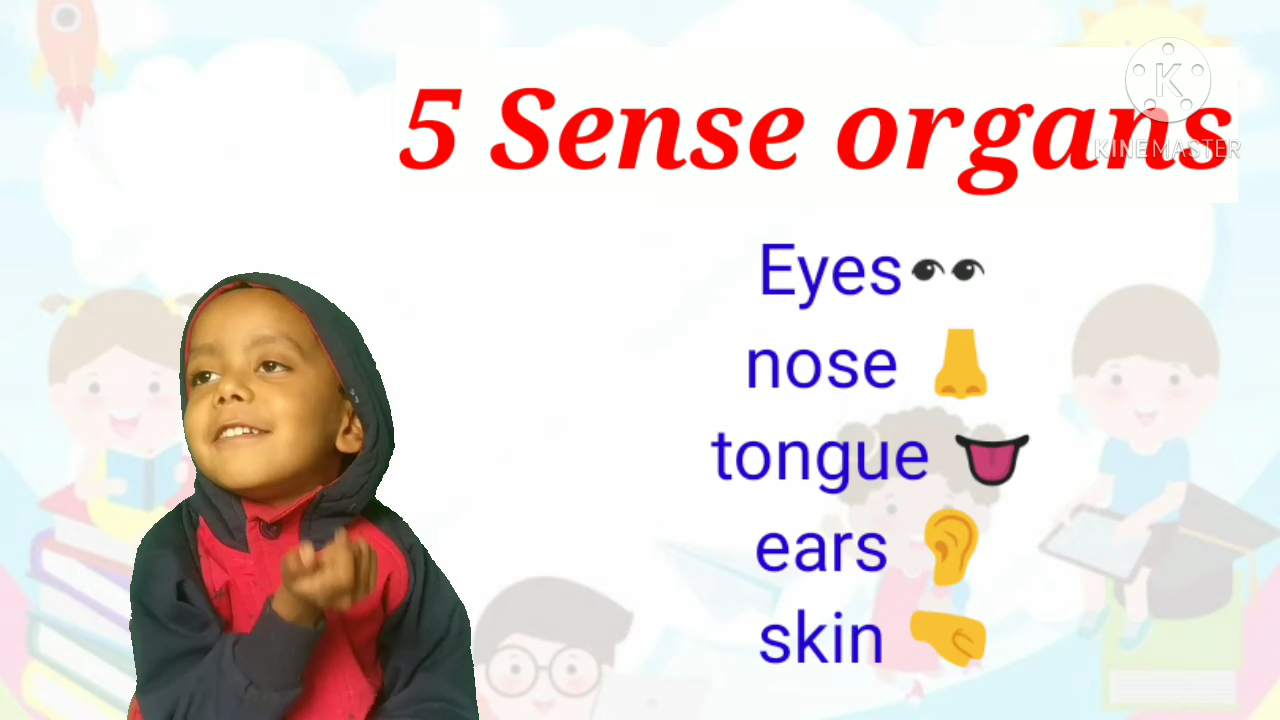 5 Sense organs
K
KINEMASTER
Eyes👀
nose 👃
tongue 👅
ears 👂
skin 🤛